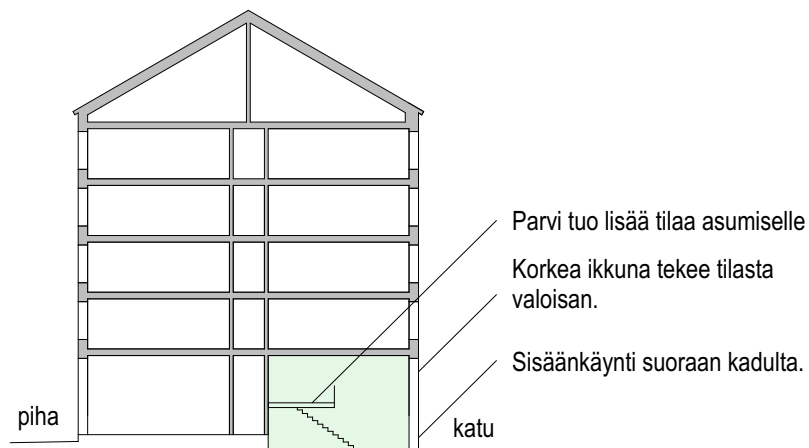 Parvi tuo lisää tilaa asumiselle
Korkea ikkuna tekee tilasta
valoisan.
Sisäänkäynti suoraan kadulta.
piha
katu